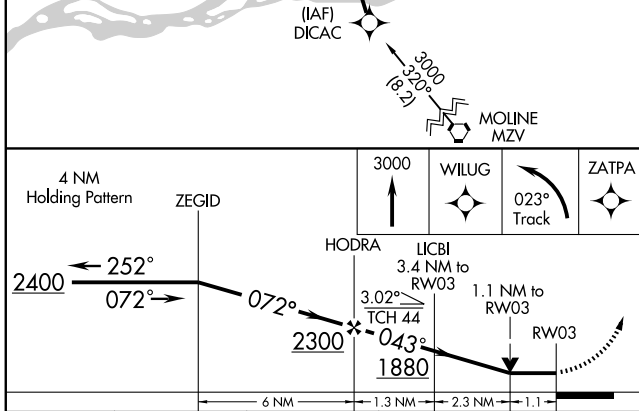 (IAF)
DICAC
3000
320°
(8.2)
MOLINE
MZV
4 NM
Holding Pattern
ZEGID
3000
WILUG
023°
Track
ZATPA
HODRA
LICBI
3.4 NM to
RW03
1.1 NM to
RW03
RW03
2400
252°
072°
072°
3.02°
TCH 44
2300
043°
1880
6 NM
1.3 NM
2.3 NM
1.1